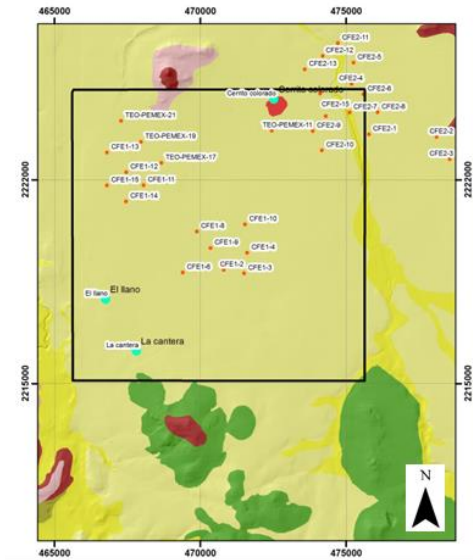 465000 470000 475000
CFE2-11
CFE2-12
CFE2-5
CFE2-13
CFE2-4
Cerrito colorado Cerrito colorado CFE2-6
CFE2-15 CFE2-7 CFE2-8
TEO-PEMEX-21
TEO-PEMEX-11 CFE2-9
CFE2-1
CFE2-2
TEO-PEMEX-19
CFE1-13
CFE2-10
CFE2-3
TEO-PEMEX-17
CFE1-12
2222000 2222000
CFE1-15 CFE1-11
CFE1-14
CFE1-10
CFE1-8
CFE1-9
CFE1-4
CFE1-6 CFE1-2 CFE1-3
El llano El llano
La cantera La cantera
2215000 2215000
N
465000 470000 475000